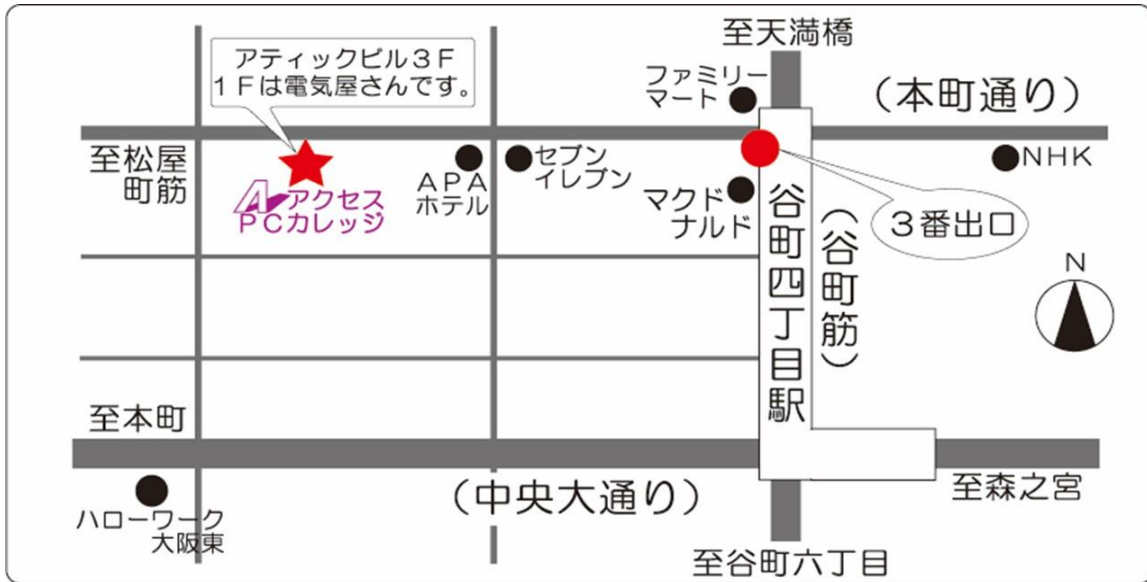 至天満橋
アティックビル３Ｆ
１Ｆは電気屋さんです。
ファミリー
マート
（本町通り）
至松屋
町筋
アクセス
ＰＣカレッジ
ＡＰＡ
ホテル
セブン
イレブン
マクド
ナルド
NHK
３番出口
谷町四丁目駅
（谷町筋）
N
至本町
ハローワーク
大阪東
（中央大通り）
至森之宮
至谷町六丁目